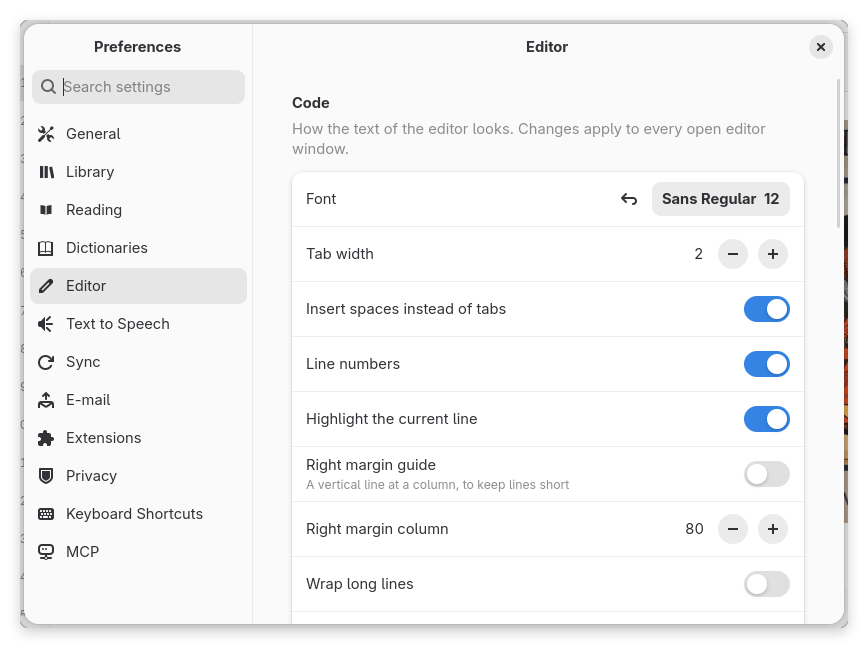 Preferences
Search settings
General
Library
Reading
Dictionaries
Editor
Text to Speech
Sync
E-mail
Extensions
Privacy
Keyboard Shortcuts
MCP
Editor
Code
How the text of the editor looks. Changes apply to every open editor
window.
Font
Sans Regular 12
Tab width
2
Insert spaces instead of tabs
Line numbers
Highlight the current line
Right margin guide
A vertical line at a column, to keep lines short
Right margin column
80
Wrap long lines